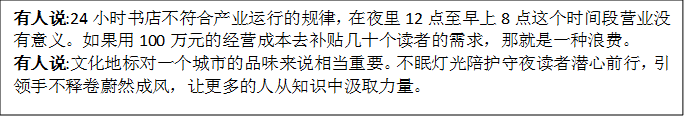 有人说:24 小时书店不符合产业运行的规律，在夜里 12 点至早上 8 点这个时间段营业没
有意义。如果用 100 万元的经营成本去补贴几十个读者的需求，那就是一种浪费。
有人说:文化地标对一个城市的品味来说相当重要。不眠灯光陪护守夜读者潜心前行，引
领手不释卷蔚然成风，让更多的人从知识中汲取力量。